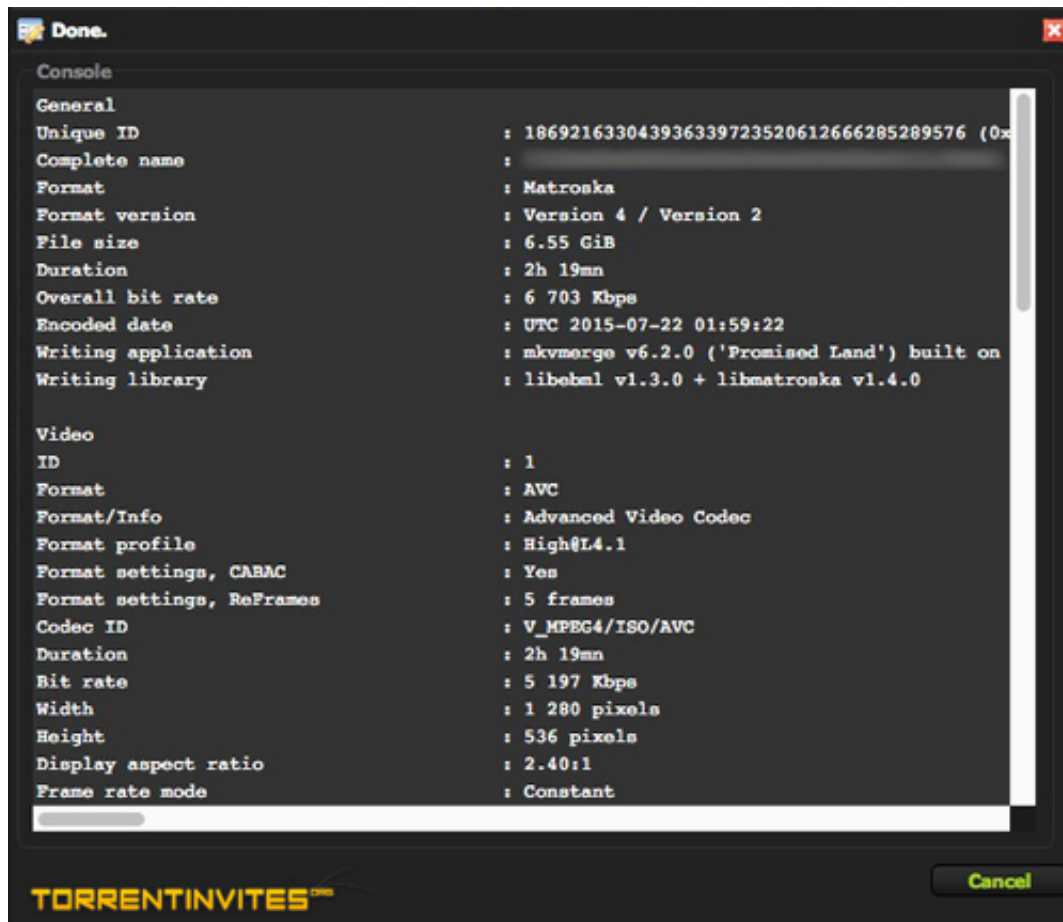 Done.
Console
General
Unique ID : 186921633043936339723520612666285289576 (0x
Complete name :
Format : Matroska
Format version : Version 4 / Version 2
File size : 6.55 GiB
Duration : 2h 19mn
Overall bit rate : 6 703 Kbps
Encoded date : UTC 2015-07-22 01:59:22
Writing application : mkvmerge v6.2.0 ('Promised Land') built on
Writing library : libebml v1.3.0 + libmatroska v1.4.0
Video
ID : 1
Format : AVC
Format/Info : Advanced Video Codec
Format profile : High@L4.1
Format settings, CABAC : Yes
Format settings, ReFrames : 5 frames
Codec ID : V_MPEG4/ISO/AVC
Duration : 2h 19mn
Bit rate : 5 197 Kbps
Width : 1 280 pixels
Height : 536 pixels
Display aspect ratio : 2.40:1
Frame rate mode : Constant
Cancel
TORRENTINVITES.ORG